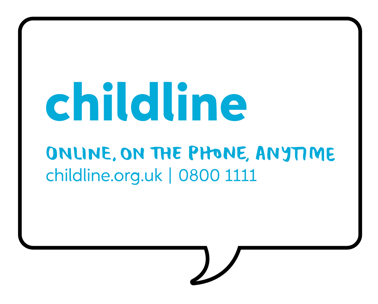 childline
ONLINE, ON THE PHONE, ANYTIME
childline.org.uk | 0800 1111